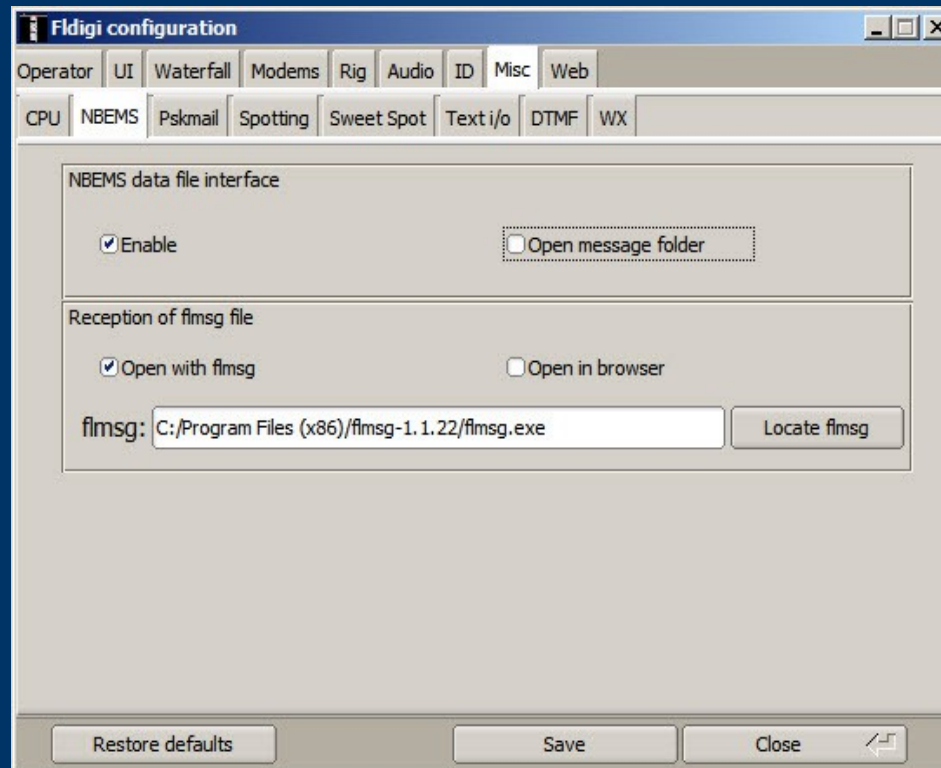 Fldigi configuration
Operator UI Waterfall Modems Rig Audio ID Misc Web
CPU NBEMS Pskmail Spotting Sweet Spot Text i/o DTMF WX
NBEMS data file interface
Enable Open message folder
Reception of flmsg file
Open with flmsg Open in browser
flmsg: C:/Program Files (x86)/flmsg-1.1.22/flmsg.exe Locate flmsg
Restore defaults Save Close